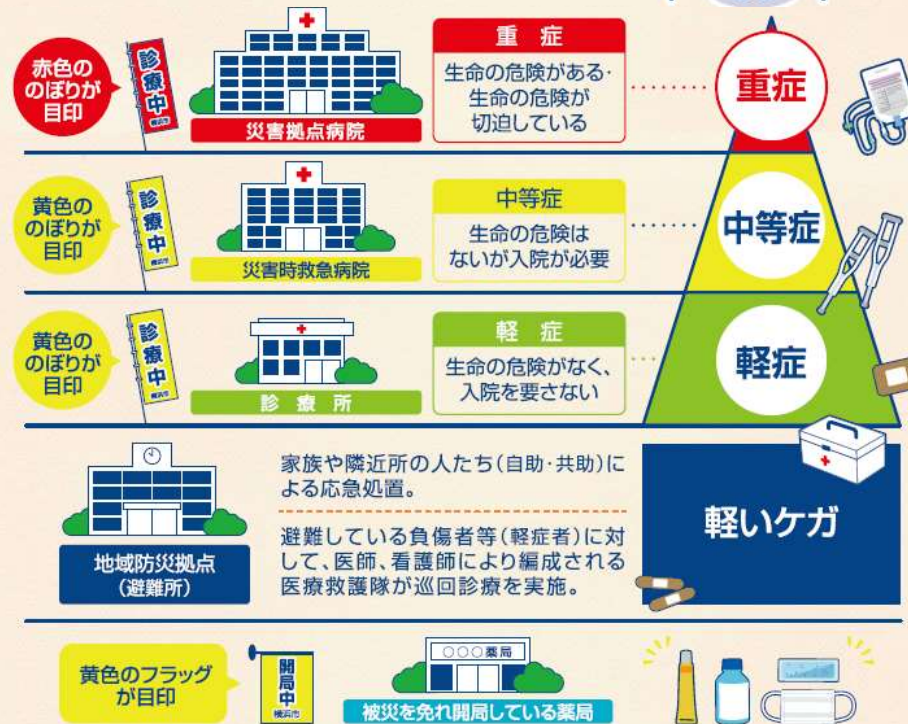 赤色の
のぼりが
目印
診療中
横浜市
災害拠点病院
重症
生命の危険がある・
生命の危険が
切迫している
重症
黄色の
のぼりが
目印
診療中
横浜市
災害時救急病院
中等症
生命の危険は
ないが入院が必要
中等症
黄色の
のぼりが
目印
診療中
横浜市
診療所
軽症
生命の危険がなく、
入院を要さない
軽症
地域防災拠点
(避難所)
家族や隣近所の人たち(自助・共助)に
よる応急処置。
避難している負傷者等(軽症者)に対
して、医師、看護師により編成される
医療救護隊が巡回診療を実施。
軽いケガ
黄色のフラッグ
が目印
開局中
横浜市
〇〇〇薬局
被災を免れ開局している薬局